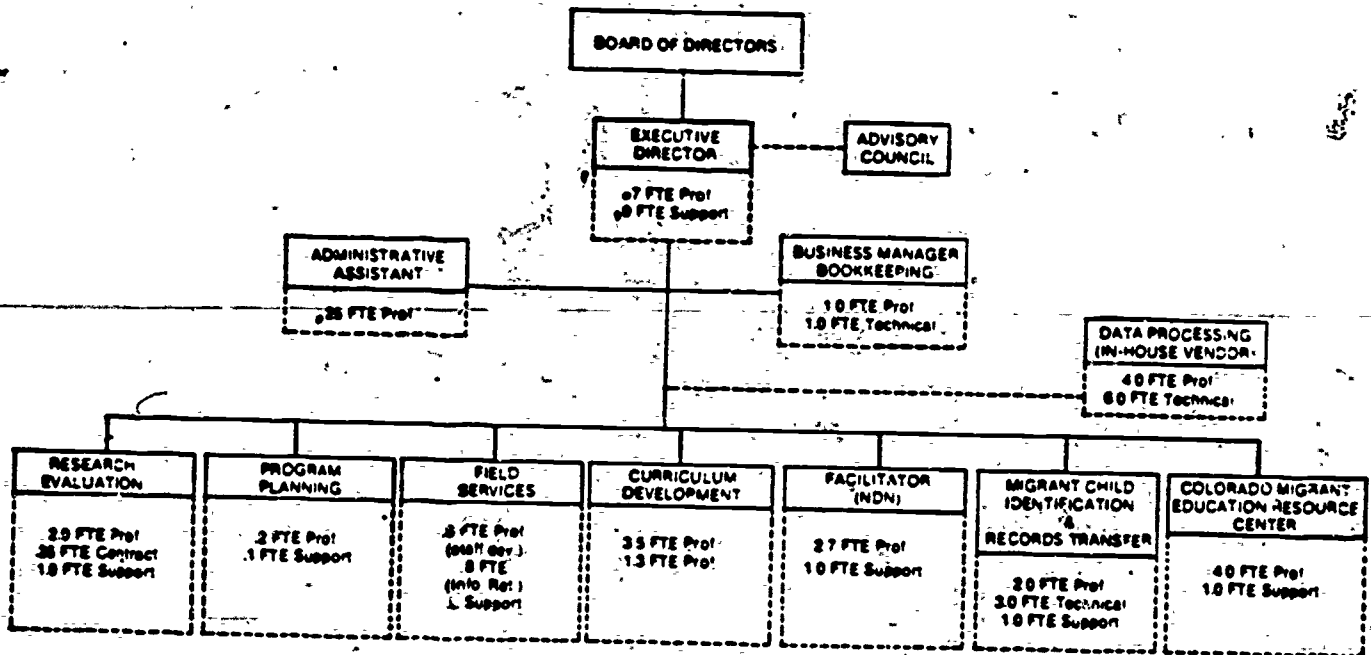 BOARD OF DIRECTORS
EXECUTIVE
DIRECTOR
.7 FTE Prof
FTE Support
ADVISORY
COUNCIL
ADMINISTRATIVE
ASSISTANT
FTE Prof
BUSINESS MANAGER
BOOKKEEPING
1.0 FTE Prof
1.0 FTE Technical
DATA PROCESSING
(IN-HOUSE VENDOR
4.0 FTE Prof
6.0 FTE Technical
RESEARCH
EVALUATION
2.9 FTE Prof
FTE Contract
FTE Support
PROGRAM
PLANNING
.2 FTE Prof
.1 FTE Support
FIELD
SERVICES
FTE Prof
(staff dev.)
FTE
(Info. Ret.)
Support
CURRICULUM
DEVELOPMENT
3.5 FTE Prof
1.3 FTE Prof
FACILITATOR
(NDN)
2.7 FTE Prof
1.0 FTE Support
MIGRANT CHILD
IDENTIFICATION
&
RECORDS TRANSFER
2.0 FTE Prof
3.0 FTE Technical
1.0 FTE Support
COLORADO MIGRANT
EDUCATION RESOURCE
CENTER
4.0 FTE Prof
1.0 FTE Support